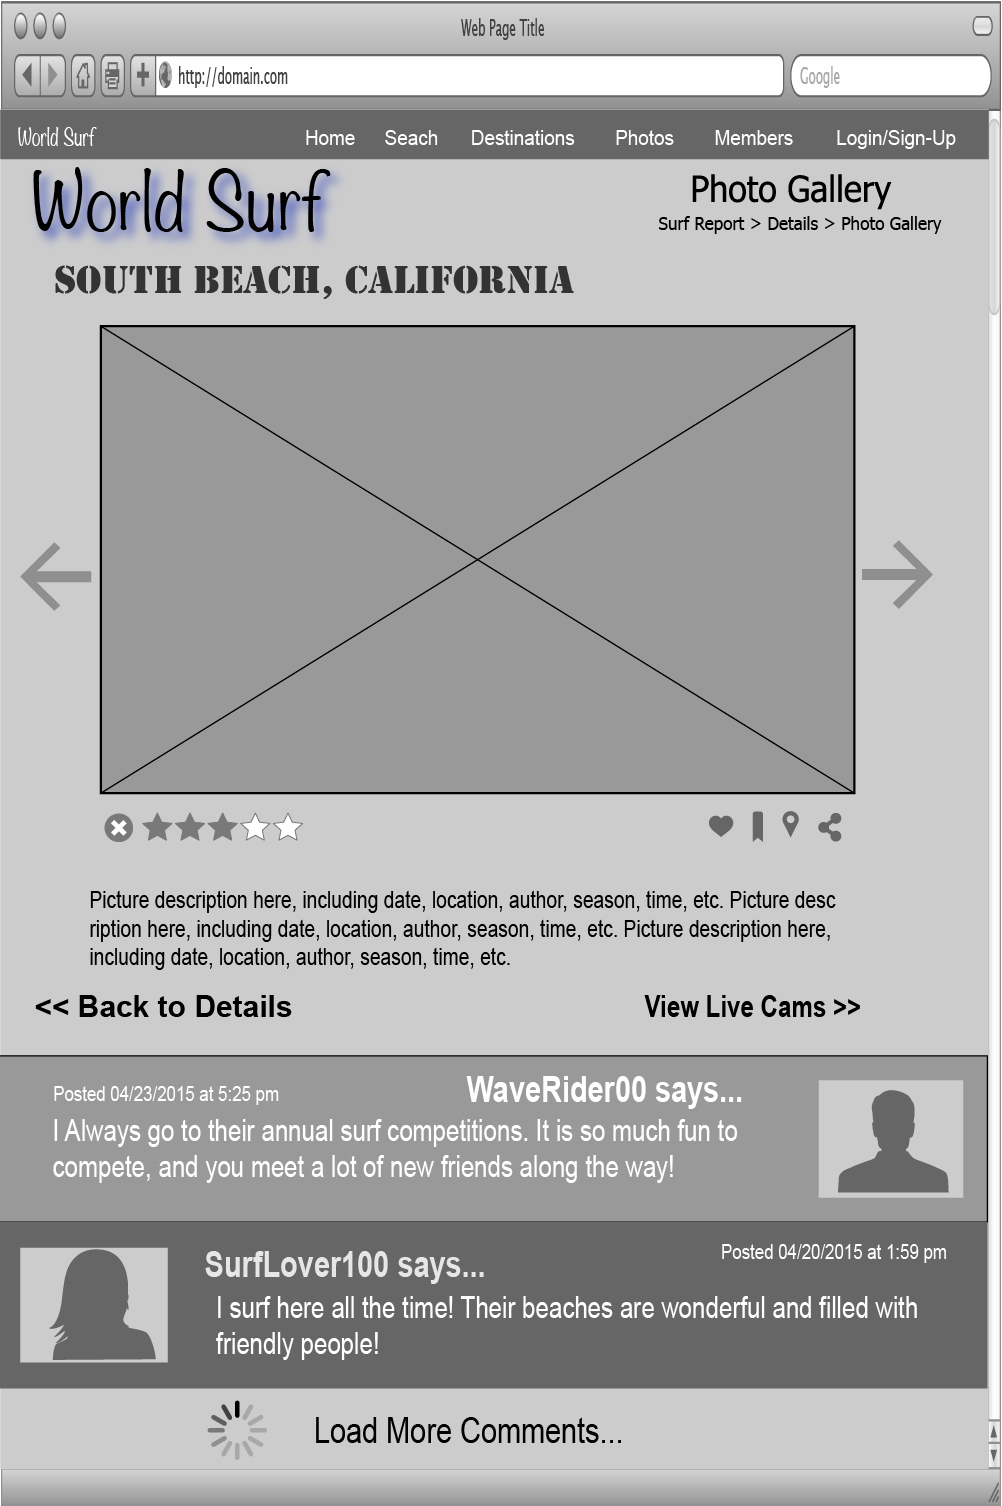 Web Page Title
http://domain.com
Google
World Surf
Home Seach Destinations Photos Members Login/Sign-Up
World Surf
Photo Gallery
Surf Report > Details > Photo Gallery
SOUTH BEACH, CALIFORNIA
Picture description here, including date, location, author, season, time, etc. Picture desc
ription here, including date, location, author, season, time, etc. Picture description here,
including date, location, author, season, time, etc.
<< Back to Details
View Live Cams >>
Posted 04/23/2015 at 5:25 pm
WaveRider00 says...
I Always go to their annual surf competitions. It is so much fun to
compete, and you meet a lot of new friends along the way!
SurfLover100 says...
Posted 04/20/2015 at 1:59 pm
I surf here all the time! Their beaches are wonderful and filled with
friendly people!
Load More Comments...